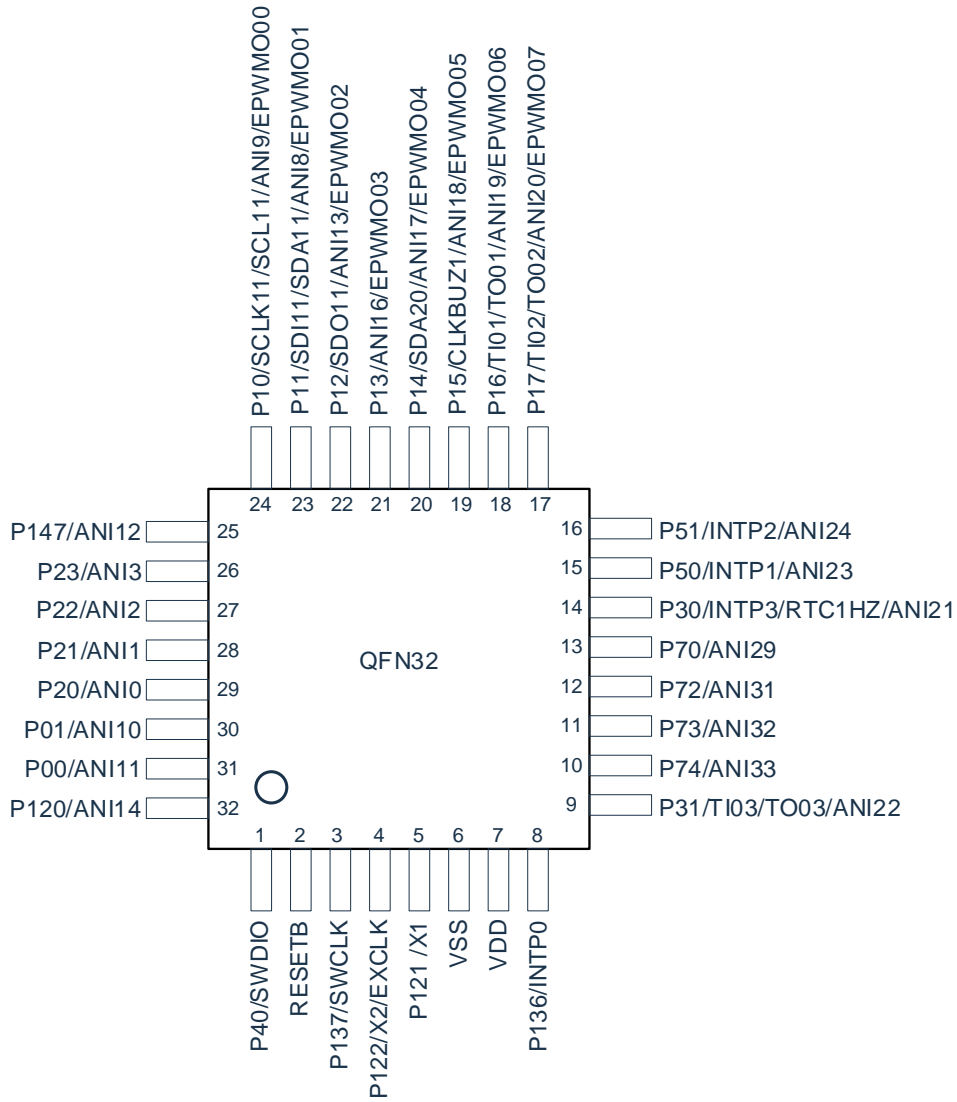 P10/SCLK11/SCL11/ANI9/EPWMO00
P11/SDI11/SDA11/ANI8/EPWMO01
P12/SDO11/ANI13/EPWMO02
P13/ANI16/EPWMO03
P14/SDA20/ANI17/EPWMO04
P15/CLKBUZ1/ANI18/EPWMO05
P16/TI01/TO01/ANI19/EPWMO06
P17/TI02/TO02/ANI20/EPWMO07
24 23 22 21 20 19 18 17
P147/ANI12 25
P23/ANI3 26
P22/ANI2 27
P21/ANI1 28
P20/ANI0 29
P01/ANI10 30
P00/ANI11 31
P120/ANI14 32
QFN32
16 P51/INTP2/ANI24
15 P50/INTP1/ANI23
14 P30/INTP3/RTC1HZ/ANI21
13 P70/ANI29
12 P72/ANI31
11 P73/ANI32
10 P74/ANI33
9 P31/TI03/TO03/ANI22
1 2 3 4 5 6 7 8
P40/SWDIO
RESETB
P137/SWCLK
P122/X2/EXCLK
P121 /X1
VSS
VDD
P136/INTP0